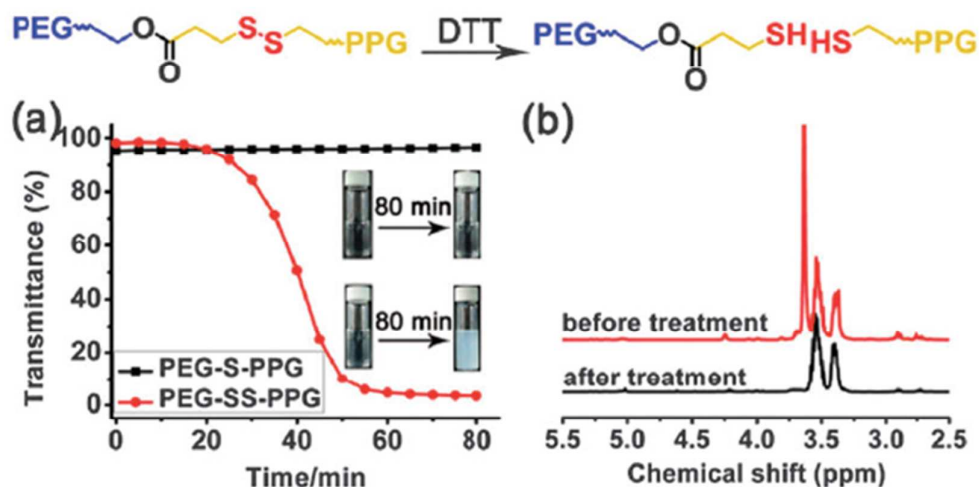 PEG O O S S PPG DTT PEG O O SH HS PPG
(a)
Transmittance (%)
100
80
60
40
20
0
80 min
80 min
PEG-S-PPG
PEG-SS-PPG
0 20 40 60 80
Time/min
(b)
before treatment
after treatment
5.5 5.0 4.5 4.0 3.5 3.0 2.5
Chemical shift (ppm)